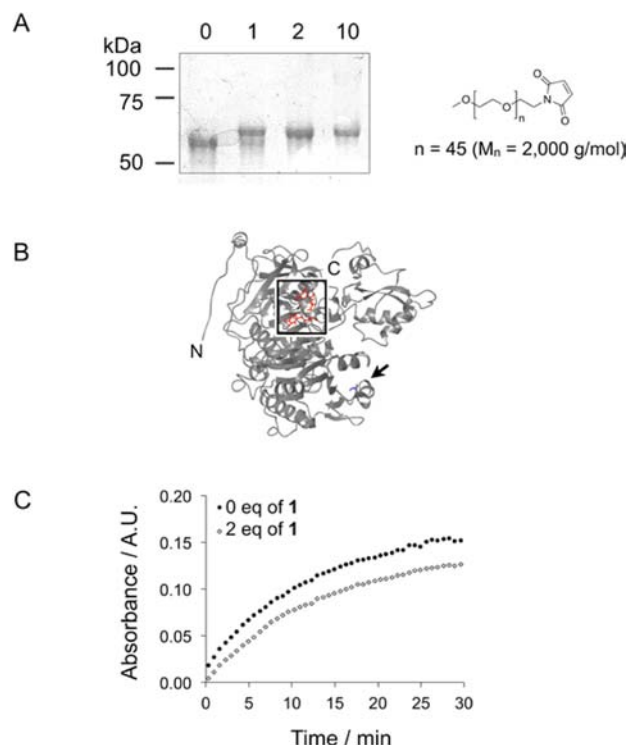 A
kDa 0 1 2 10
100
75
50
O O n N O O
n = 45 (Mn = 2,000 g/mol)
B
N
C
C
Absorbance / A.U.
0.20
0.15
0.10
0.05
0.00
0 eq of 1
2 eq of 1
0 5 10 15 20 25 30
Time / min